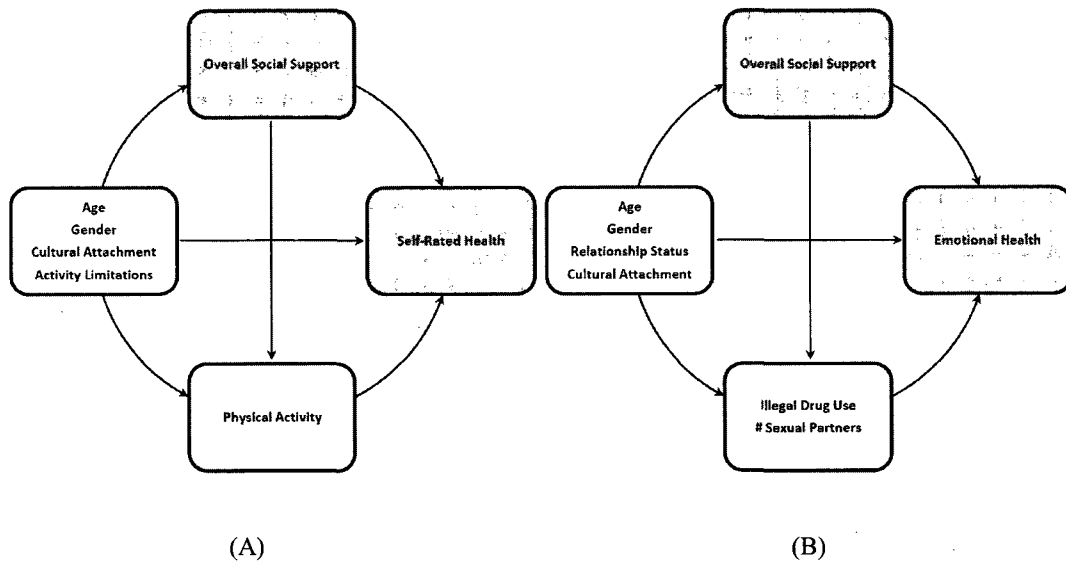 Overall Social Support
Age
Gender
Cultural Attachment
Activity Limitations
Self-Rated Health
Physical Activity
(A)
Overall Social Support
Age
Gender
Relationship Status
Cultural Attachment
Emotional Health
Illegal Drug Use
# Sexual Partners
(B)